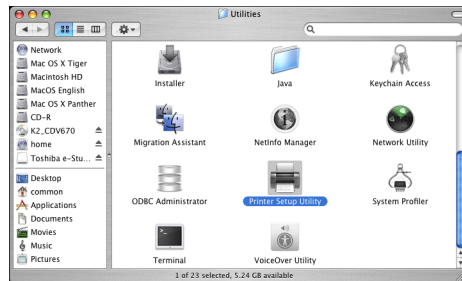 Utilities
Network
Mac OS X Tiger
Macintosh HD
MacOS English
Mac OS X Panther
CD-R
K2_CDV670
home
Toshiba e-Stu...
Desktop
common
Applications
Documents
Movies
Music
Pictures
Installer
Java
Keychain Access
Migration Assistant
NetInfo Manager
Network Utility
ODBC Administrator
Printer Setup Utility
System Profiler
Terminal
VoiceOver Utility
1 of 23 selected, 5.24 GB available